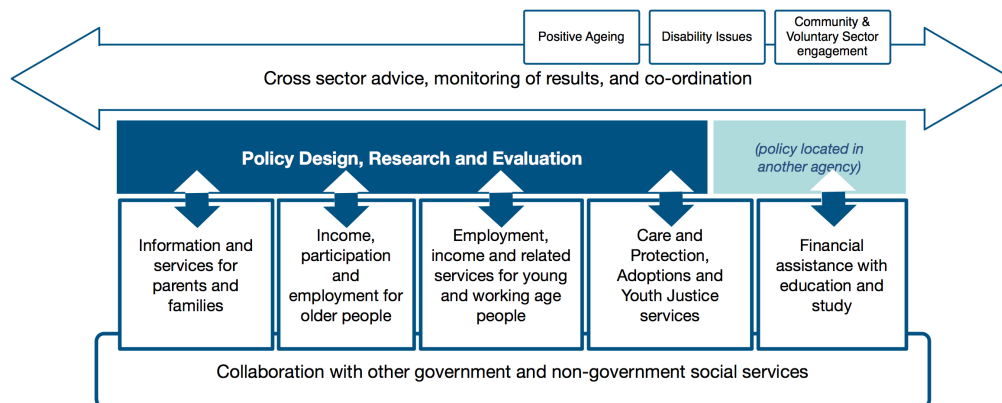 Positive Ageing
Disability Issues
Community &
Voluntary Sector
engagement
Cross sector advice, monitoring of results, and co-ordination
Policy Design, Research and Evaluation
(policy located in
another agency)
Information and
services for
parents and
families
Income,
participation
and
employment for
older people
Employment,
income and related
services for young
and working age
people
Care and
Protection,
Adoptions and
Youth Justice
services
Financial
assistance with
education and
study
Collaboration with other government and non-government social services